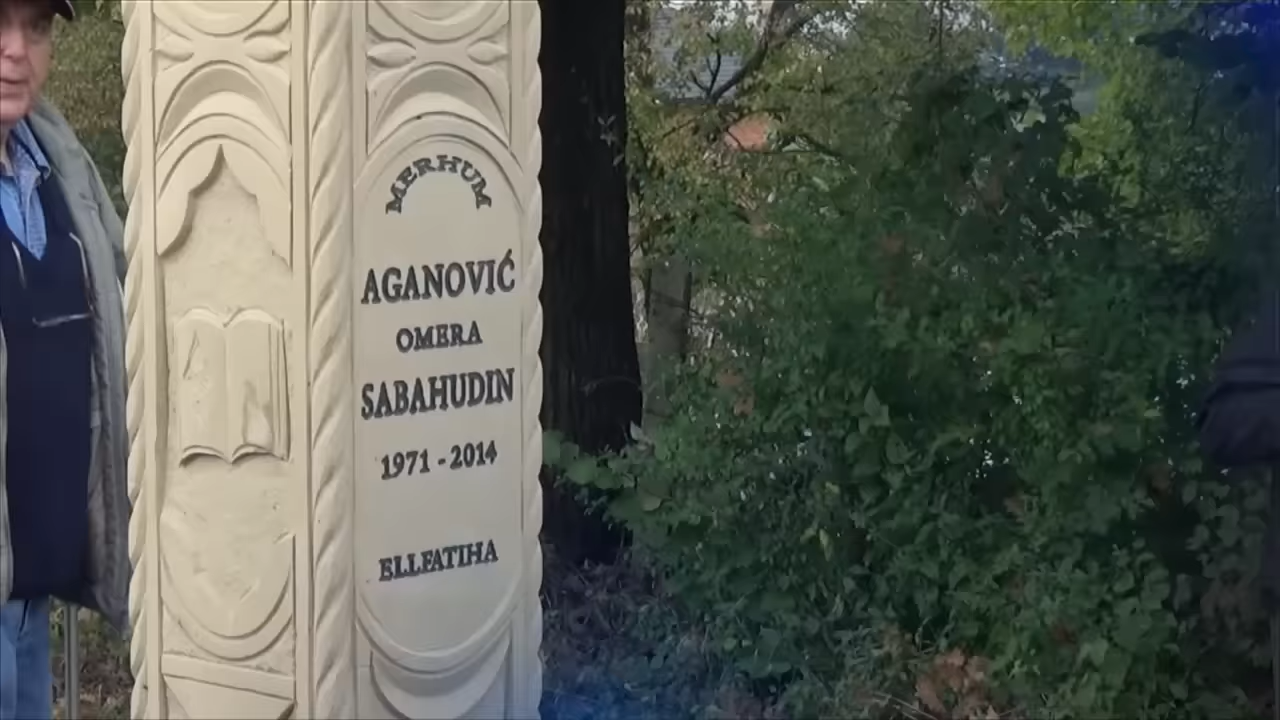 MERHUM
AGANOVIĆ
OMERA
SABAHUDIN
1971 - 2014
ELLFATIHA